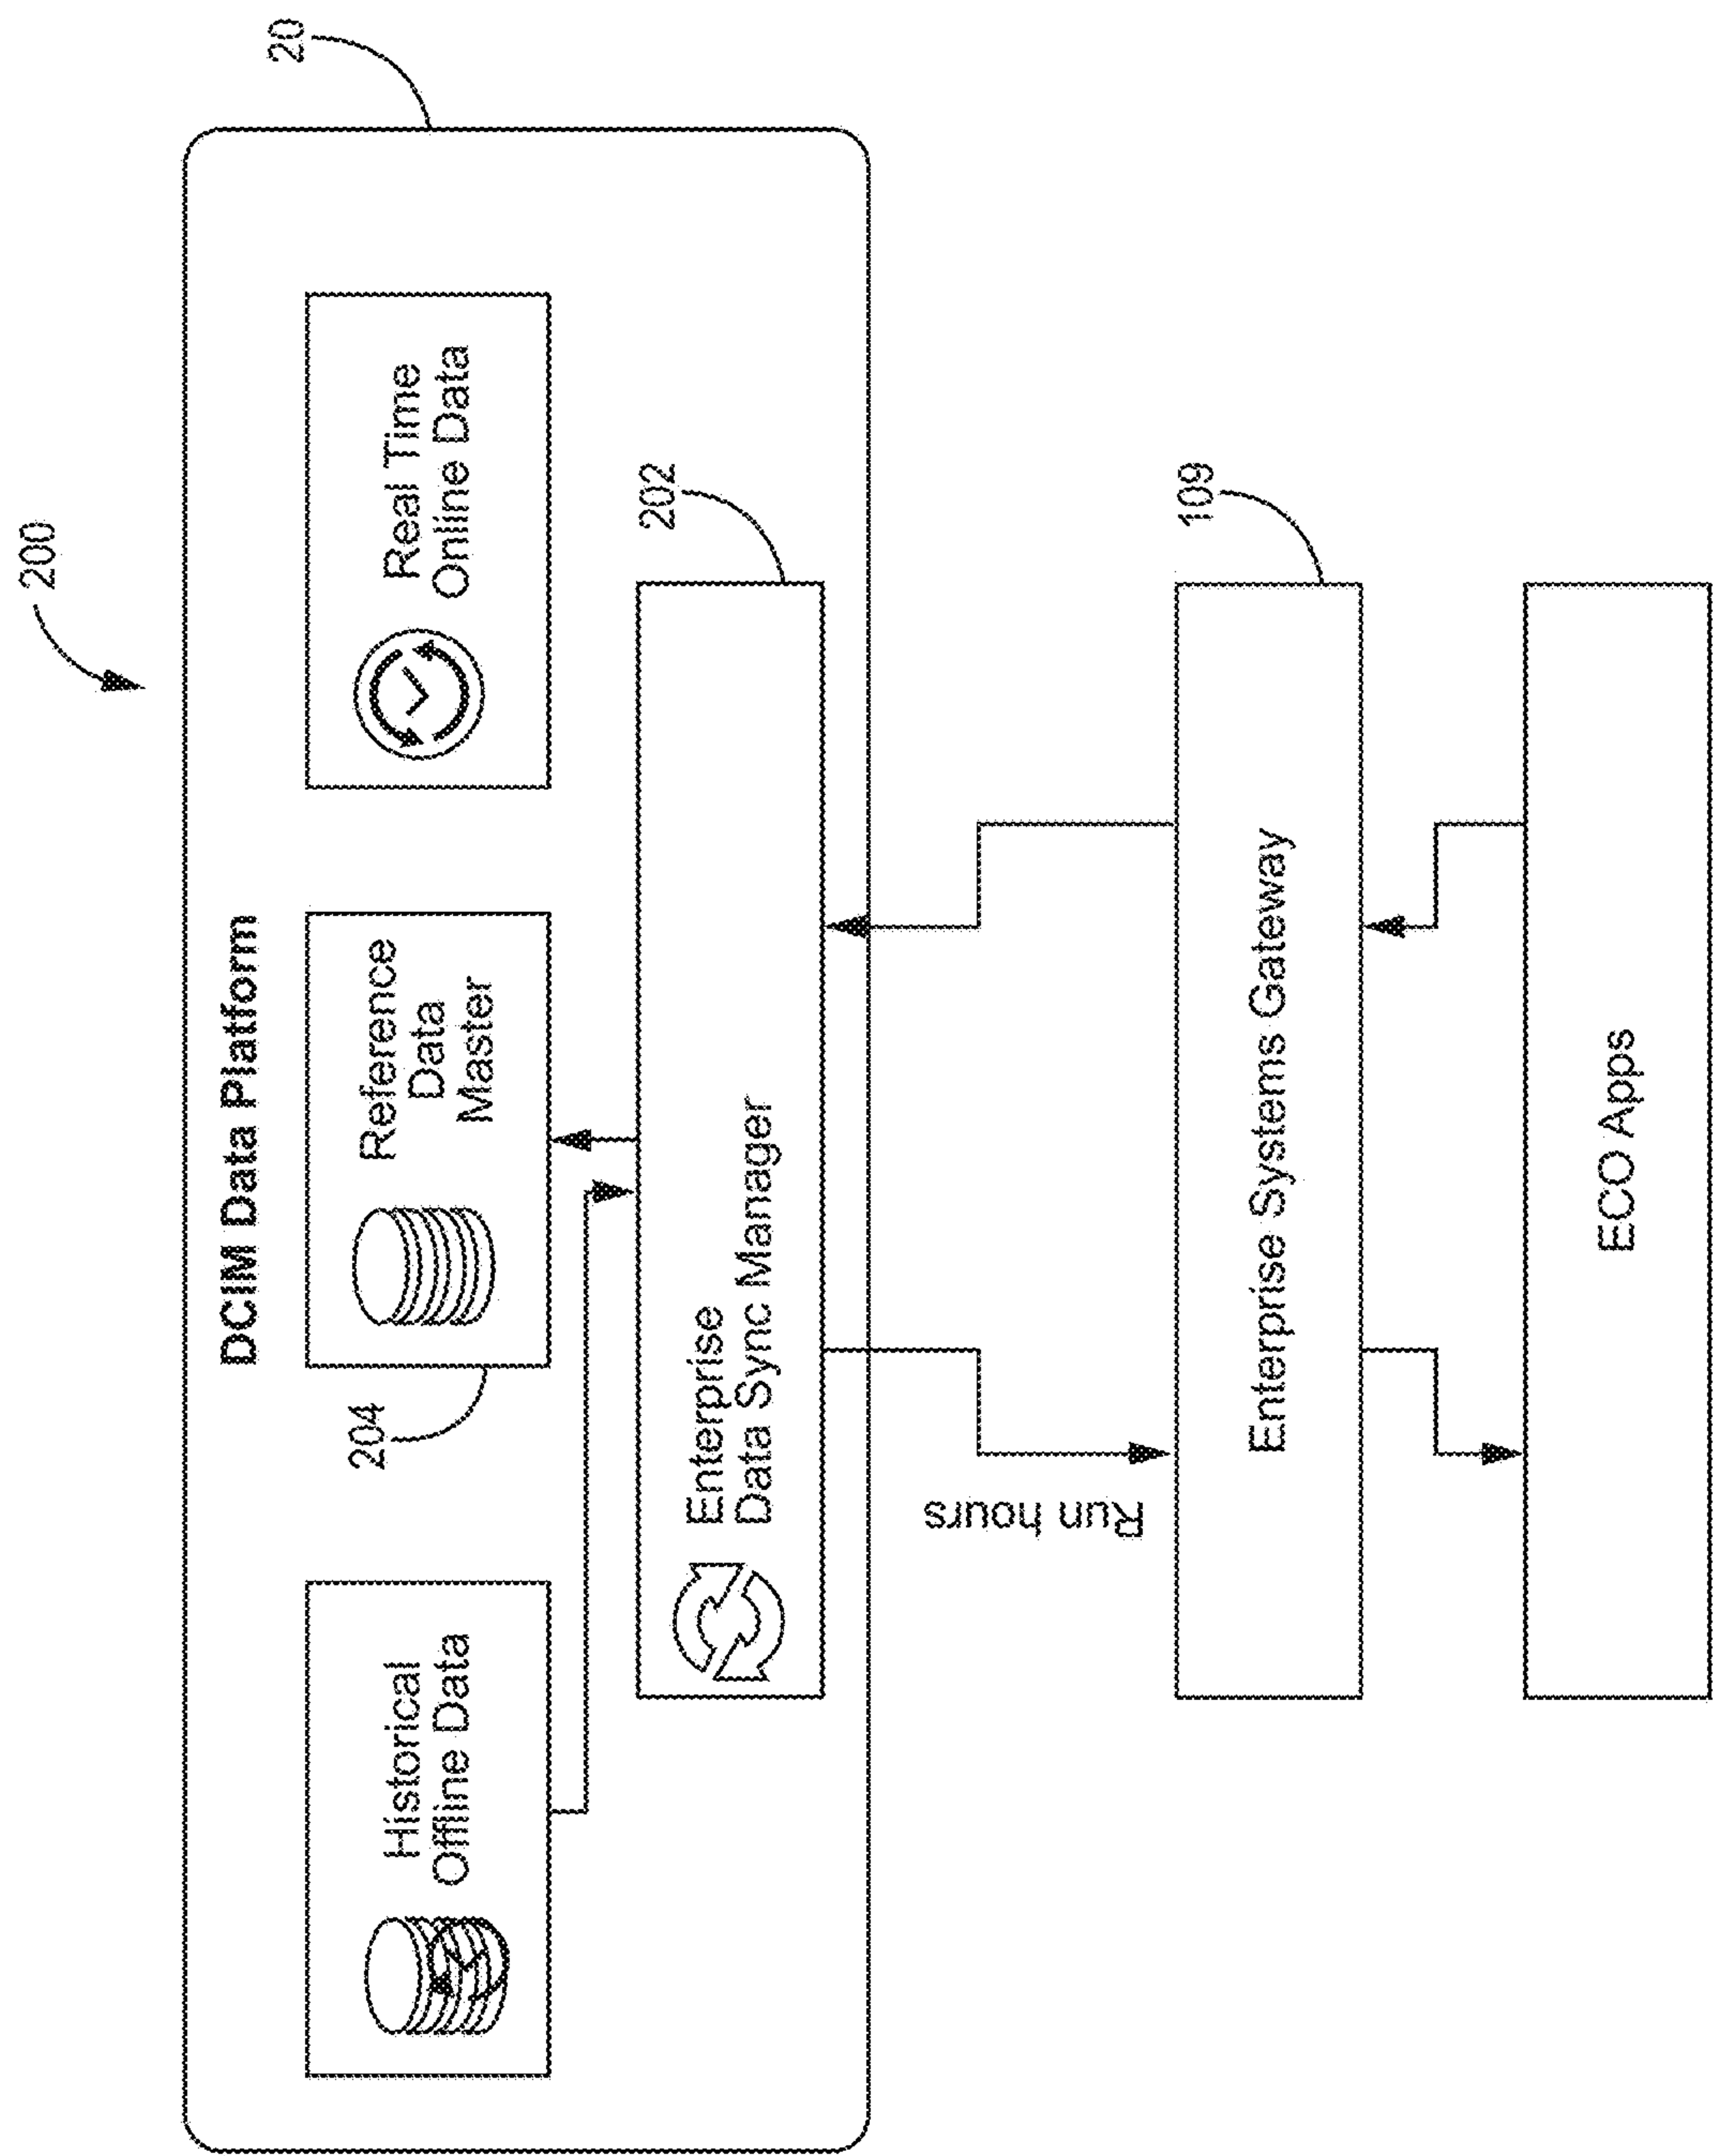 200
20
DCIM Data Platform
Historical
Offline Data
204
Reference
Data
Master
Real Time
Online Data
Enterprise
Data Sync Manager
202
Run hours
109
Enterprise Systems Gateway
ECO Apps